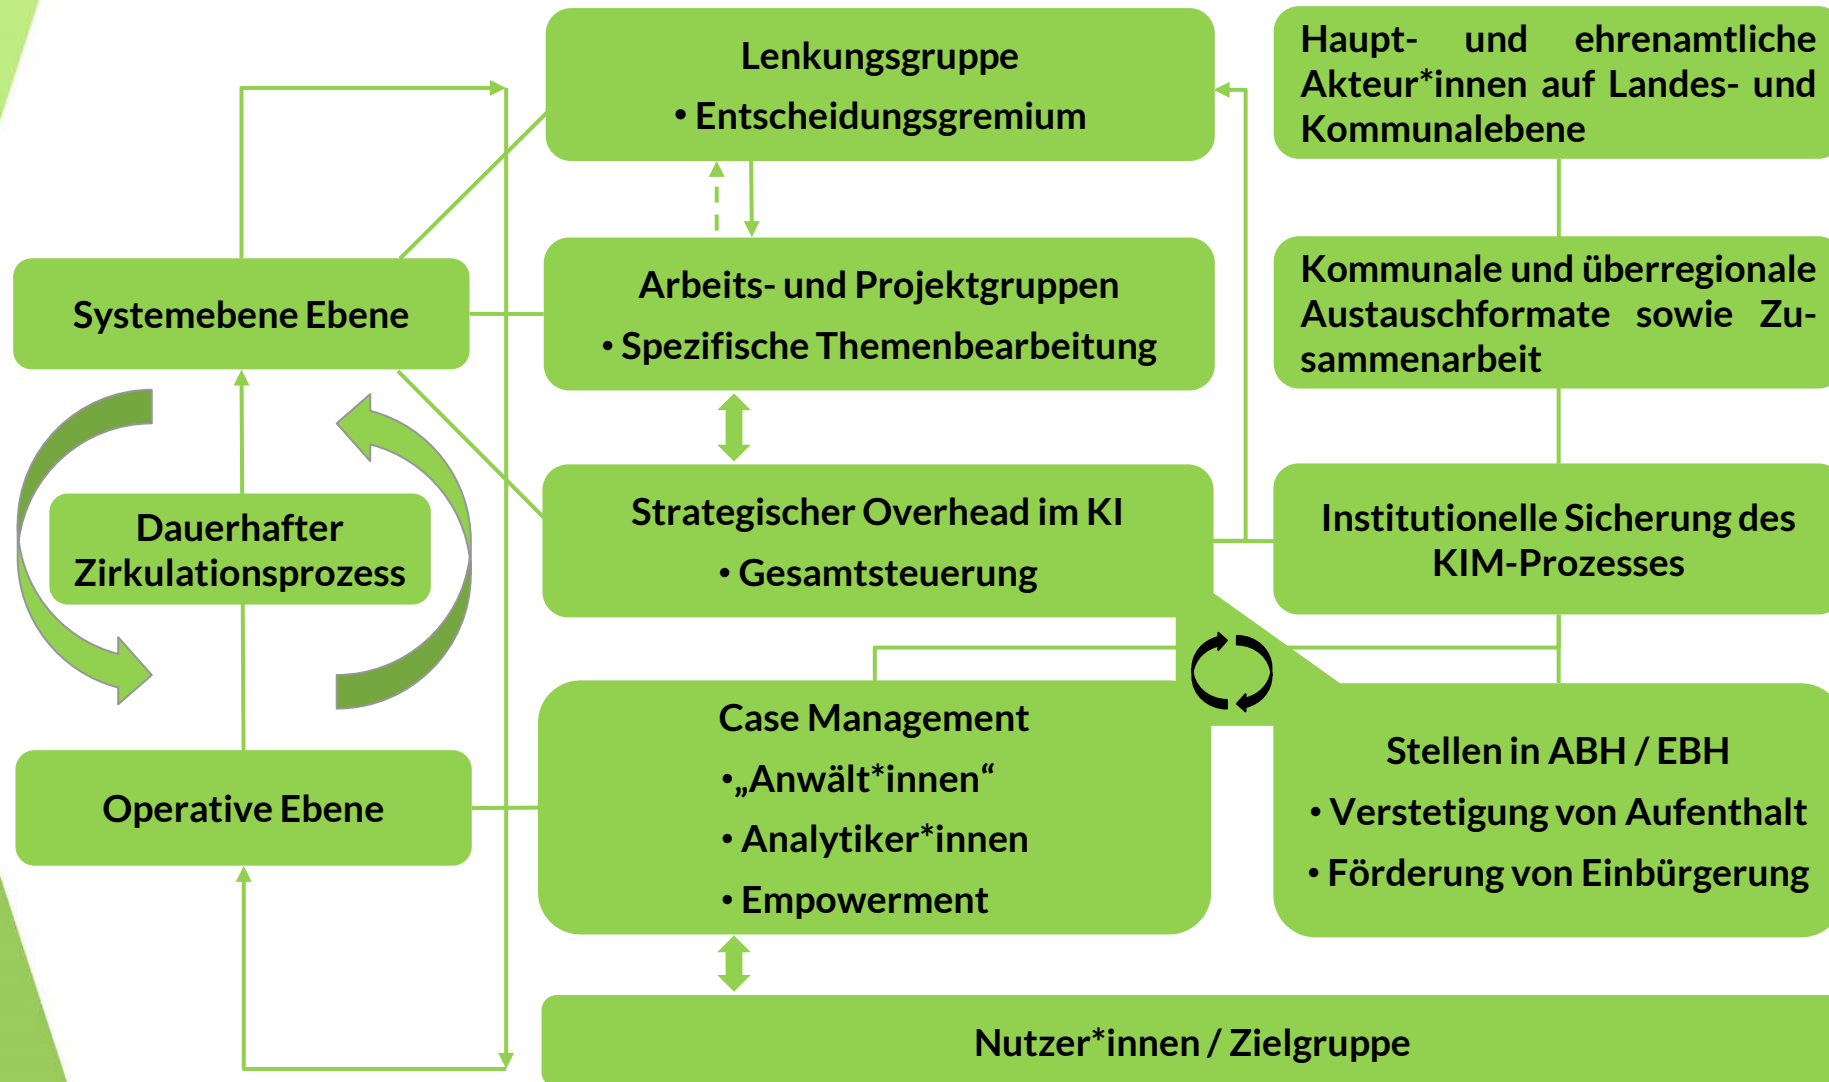 Lenkungsgruppe
• Entscheidungsgremium
Haupt- und ehrenamtliche
Akteur*innen auf Landes- und
Kommunalebene
Systemebene Ebene
Arbeits- und Projektgruppen
• Spezifische Themenbearbeitung
Kommunale und überregionale
Austauschformate sowie Zu-
sammenarbeit
Dauerhafter
Zirkulationsprozess
Strategischer Overhead im KI
• Gesamtsteuerung
Institutionelle Sicherung des
KIM-Prozesses
Operative Ebene
Case Management
•„Anwält*innen“
• Analytiker*innen
• Empowerment
Stellen in ABH / EBH
• Verstetigung von Aufenthalt
• Förderung von Einbürgerung
Nutzer*innen / Zielgruppe